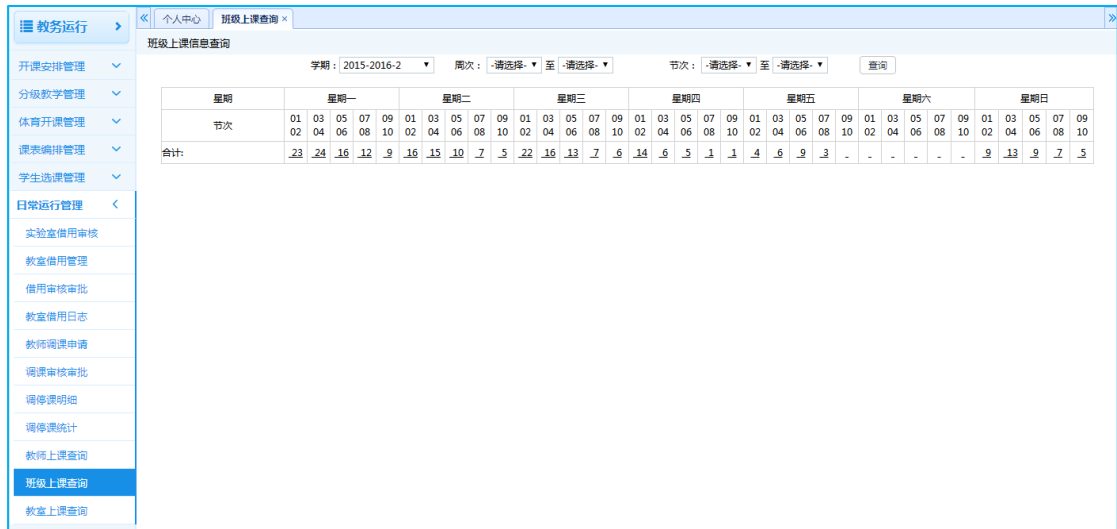 教务运行
个人中心 班级上课查询 ×
班级上课信息查询
学期： 2015-2016-2 周次： -请选择- 至 -请选择- 节次： -请选择- 至 -请选择- 查询
开课安排管理
分级教学管理
体育开课管理
课表编排管理
学生选课管理
日常运行管理
实验室借用审核
教室借用管理
借用审核审批
教室借用日志
教师调课申请
调课审核审批
调停课明细
调停课统计
教师上课查询
班级上课查询
教室上课查询
星期 星期一 星期二 星期三 星期四 星期五 星期六 星期日
节次 01 03 05 07 09 01 03 05 07 09 01 03 05 07 09 01 03 05 07 09 01 03 05 07 09 01 03 05 07 09 01 03 05 07 09
02 04 06 08 10 02 04 06 08 10 02 04 06 08 10 02 04 06 08 10 02 04 06 08 10 02 04 06 08 10 02 04 06 08 10
合计: 23 24 16 12 9 16 15 10 7 5 22 16 13 7 6 14 6 5 1 1 4 6 9 3 - - - - - - 9 13 9 7 5